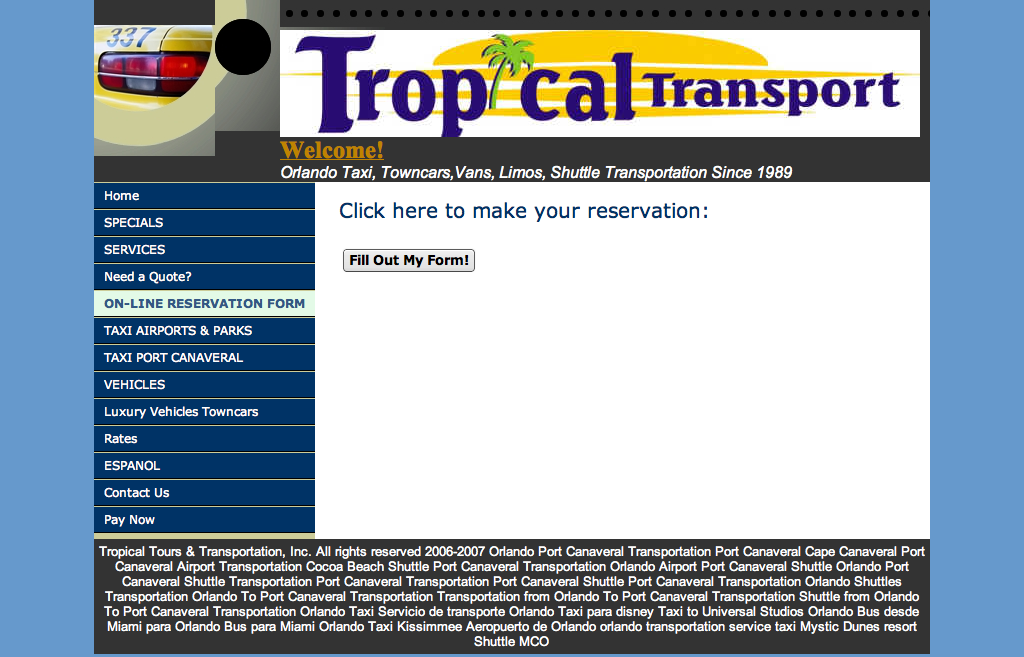 337
Tropical Transport
Welcome!
Orlando Taxi, Towncars,Vans, Limos, Shuttle Transportation Since 1989
Home
SPECIALS
SERVICES
Need a Quote?
ON-LINE RESERVATION FORM
TAXI AIRPORTS & PARKS
TAXI PORT CANAVERAL
VEHICLES
Luxury Vehicles Towncars
Rates
ESPANOL
Contact Us
Pay Now
Click here to make your reservation:
Fill Out My Form!
Tropical Tours & Transportation, Inc. All rights reserved 2006-2007 Orlando Port Canaveral Transportation Port Canaveral Cape Canaveral Port
Canaveral Airport Transportation Cocoa Beach Shuttle Port Canaveral Transportation Orlando Airport Port Canaveral Shuttle Orlando Port
Canaveral Shuttle Transportation Port Canaveral Transportation Port Canaveral Shuttle Port Canaveral Transportation Orlando Shuttles
Transportation Orlando To Port Canaveral Transportation Transportation from Orlando To Port Canaveral Transportation Shuttle from Orlando
To Port Canaveral Transportation Orlando Taxi Servicio de transporte Orlando Taxi para disney Taxi to Universal Studios Orlando Bus desde
Miami para Orlando Bus para Miami Orlando Taxi Kissimmee Aeropuerto de Orlando orlando transportation service taxi Mystic Dunes resort
Shuttle MCO